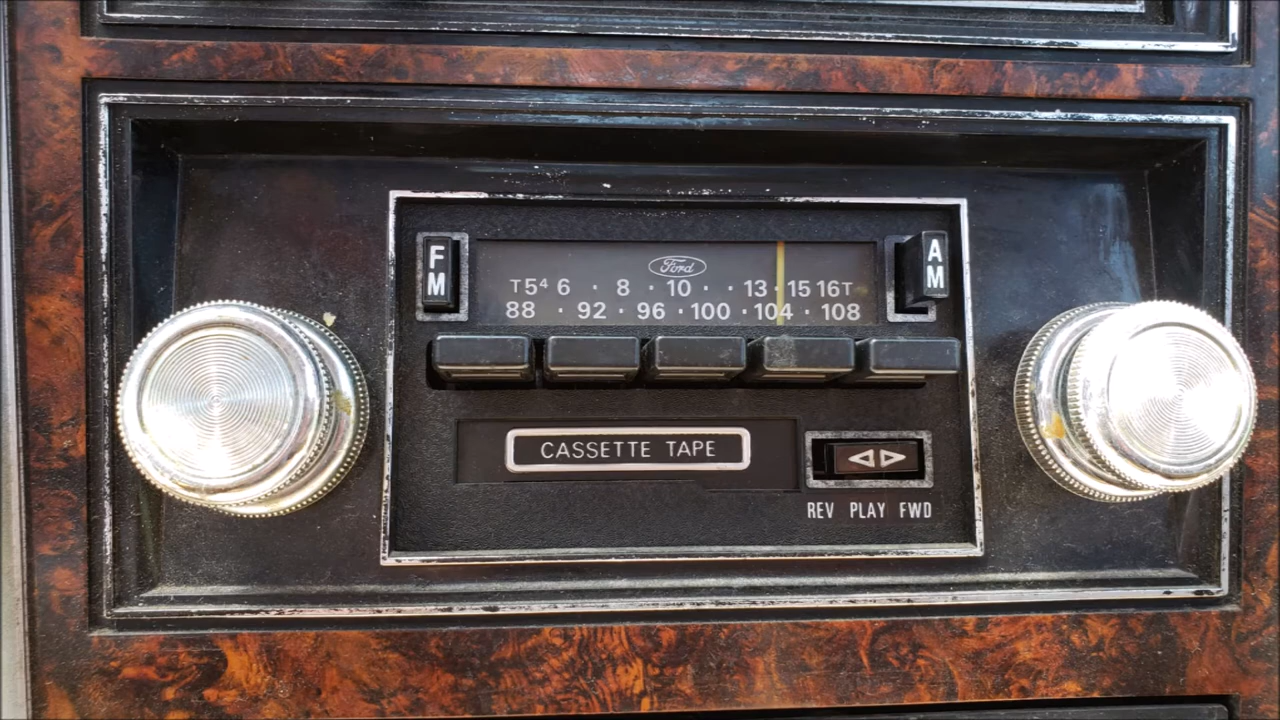 Ford
FM
AM
T5⁴ 6 · 8 · 10 · · 13 · 15 16T
88 · 92 · 96 · 100 · 104 · 108
CASSETTE TAPE
REV PLAY FWD